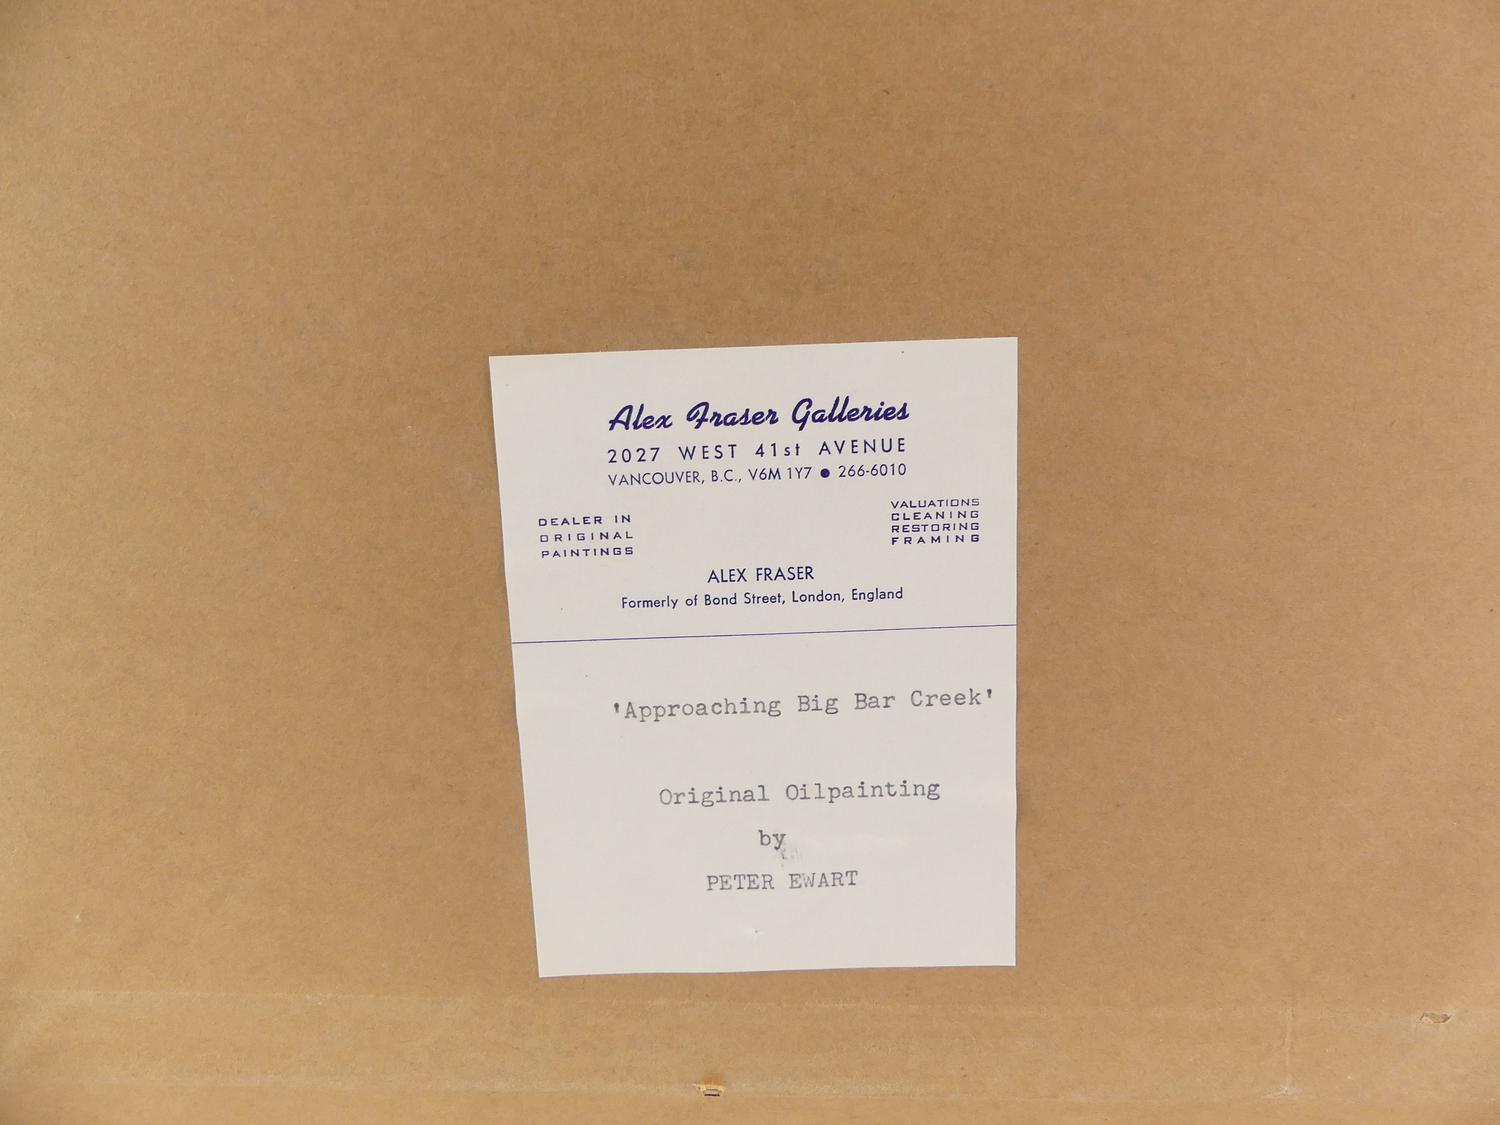 Alex Fraser Galleries
2027 WEST 41st AVENUE
VANCOUVER, B.C., V6M 1Y7 ● 266-6010
DEALER IN
ORIGINAL
PAINTINGS
VALUATIONS
CLEANING
RESTORING
FRAMING
ALEX FRASER
Formerly of Bond Street, London, England
'Approaching Big Bar Creek'
Original Oilpainting
by
PETER EWART